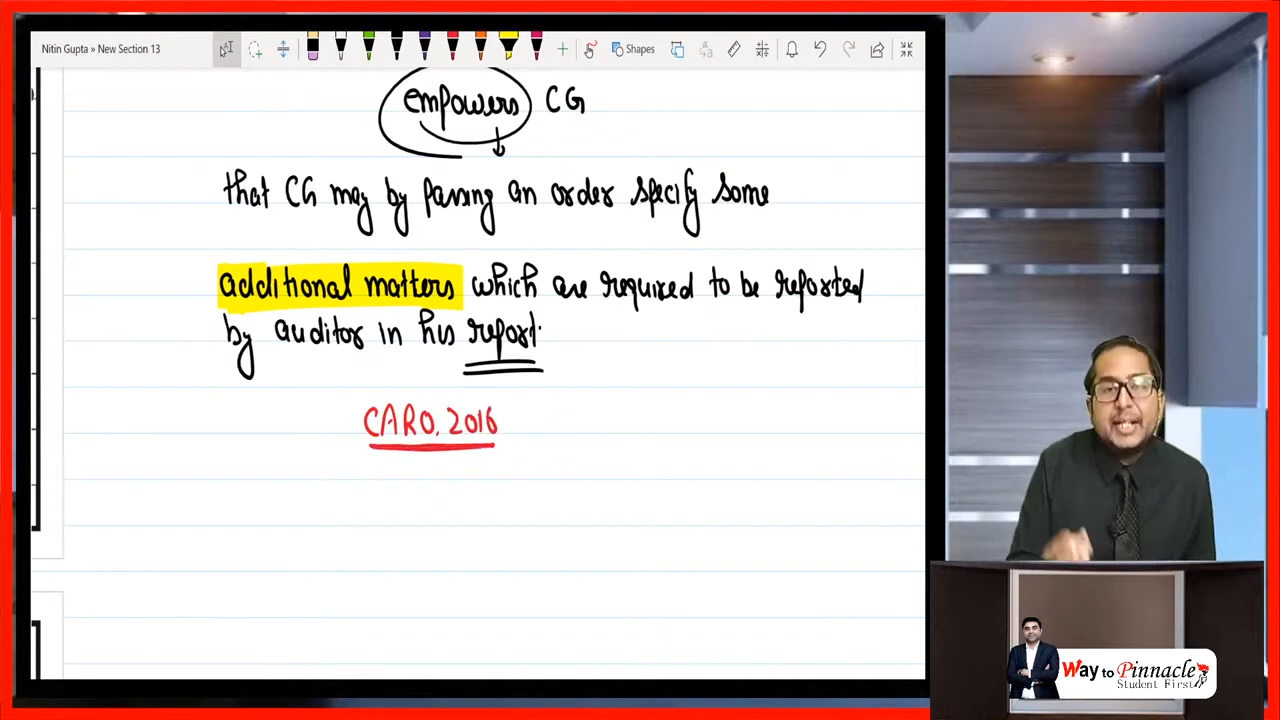 Nitin Gupta » New Section 13
Shapes
empowers CG
that CG may by passing an order specify some
additional matters which are required to be reported
by auditor in his report.
CARO, 2016
Way to Pinnacle
Student First